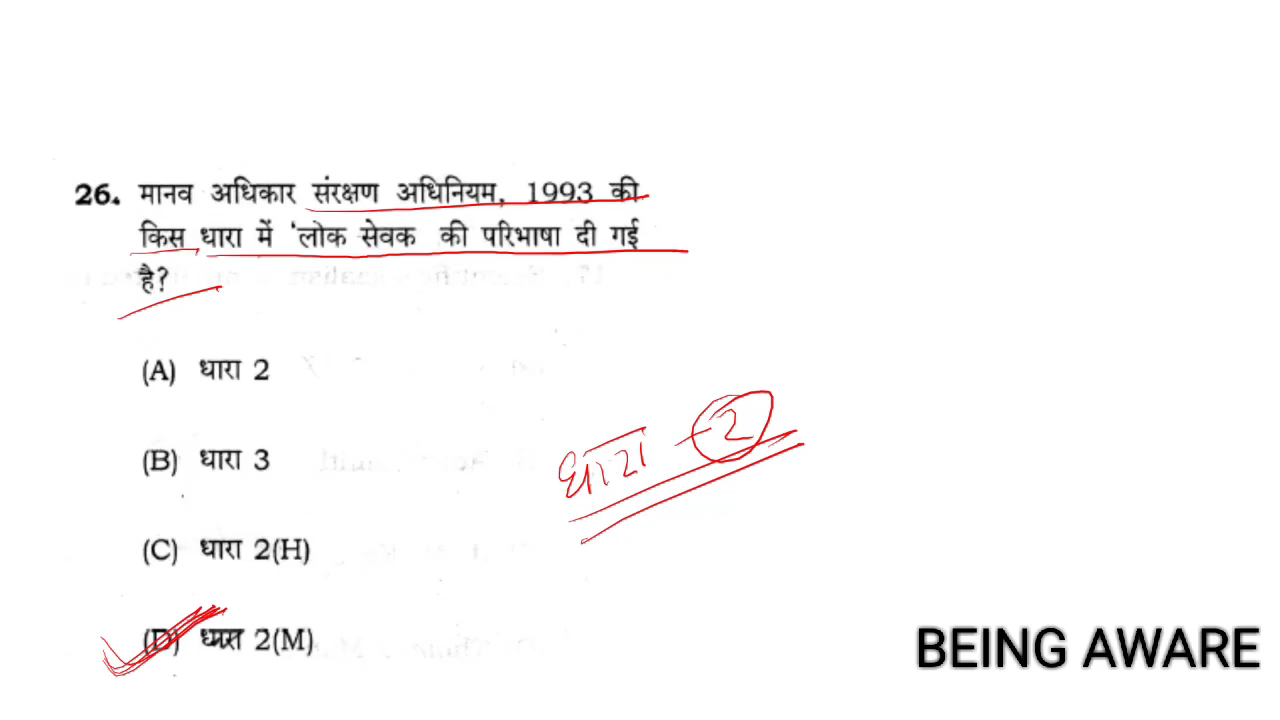 26. मानव अधिकार संरक्षण अधिनियम, 1993 की
किस धारा में 'लोक सेवक की परिभाषा दी गई
है?
(A) धारा 2
(B) धारा 3
धारा - 2
(C) धारा 2(H)
(D) धारा 2(M)
BEING AWARE